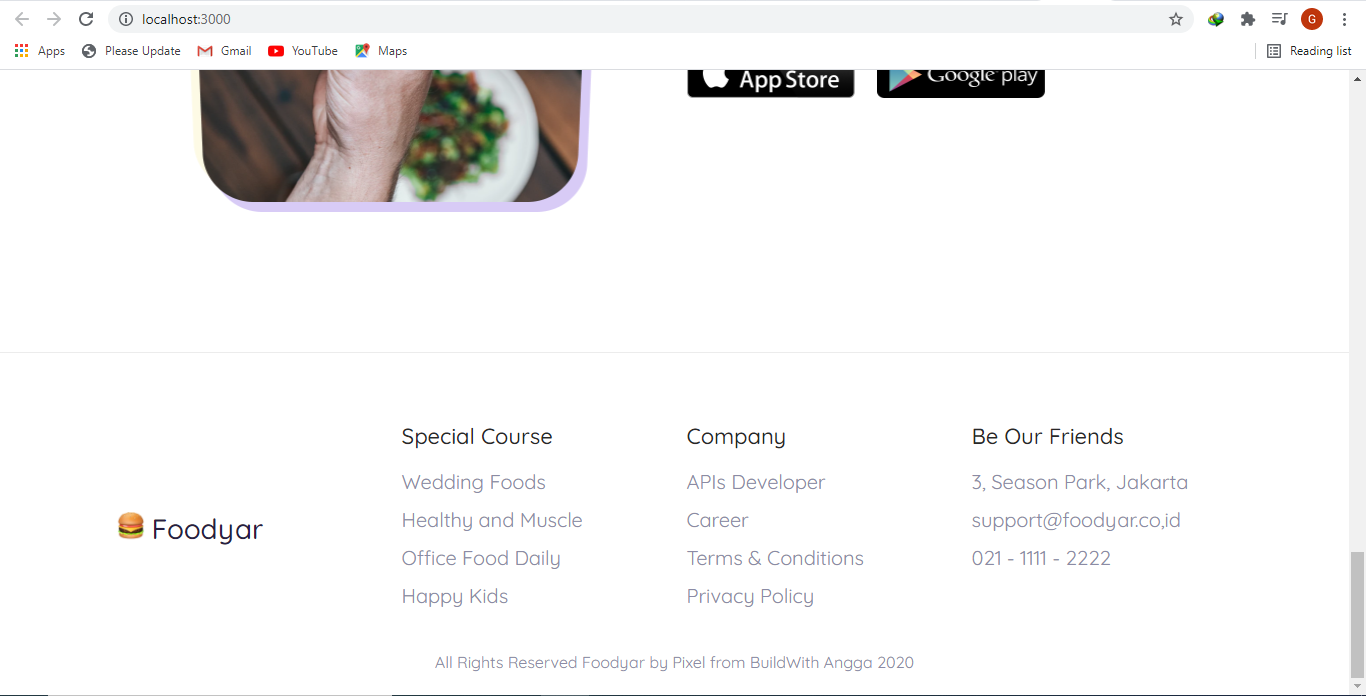 localhost:3000
G
Apps
Please Update
Gmail
YouTube
Maps
Reading list
App Store
Google play
Special Course
Company
Be Our Friends
Wedding Foods
APIs Developer
3, Season Park, Jakarta
Foodyar
Healthy and Muscle
Career
support@foodyar.co,id
Office Food Daily
Terms & Conditions
021 - 1111 - 2222
Happy Kids
Privacy Policy
All Rights Reserved Foodyar by Pixel from BuildWith Angga 2020